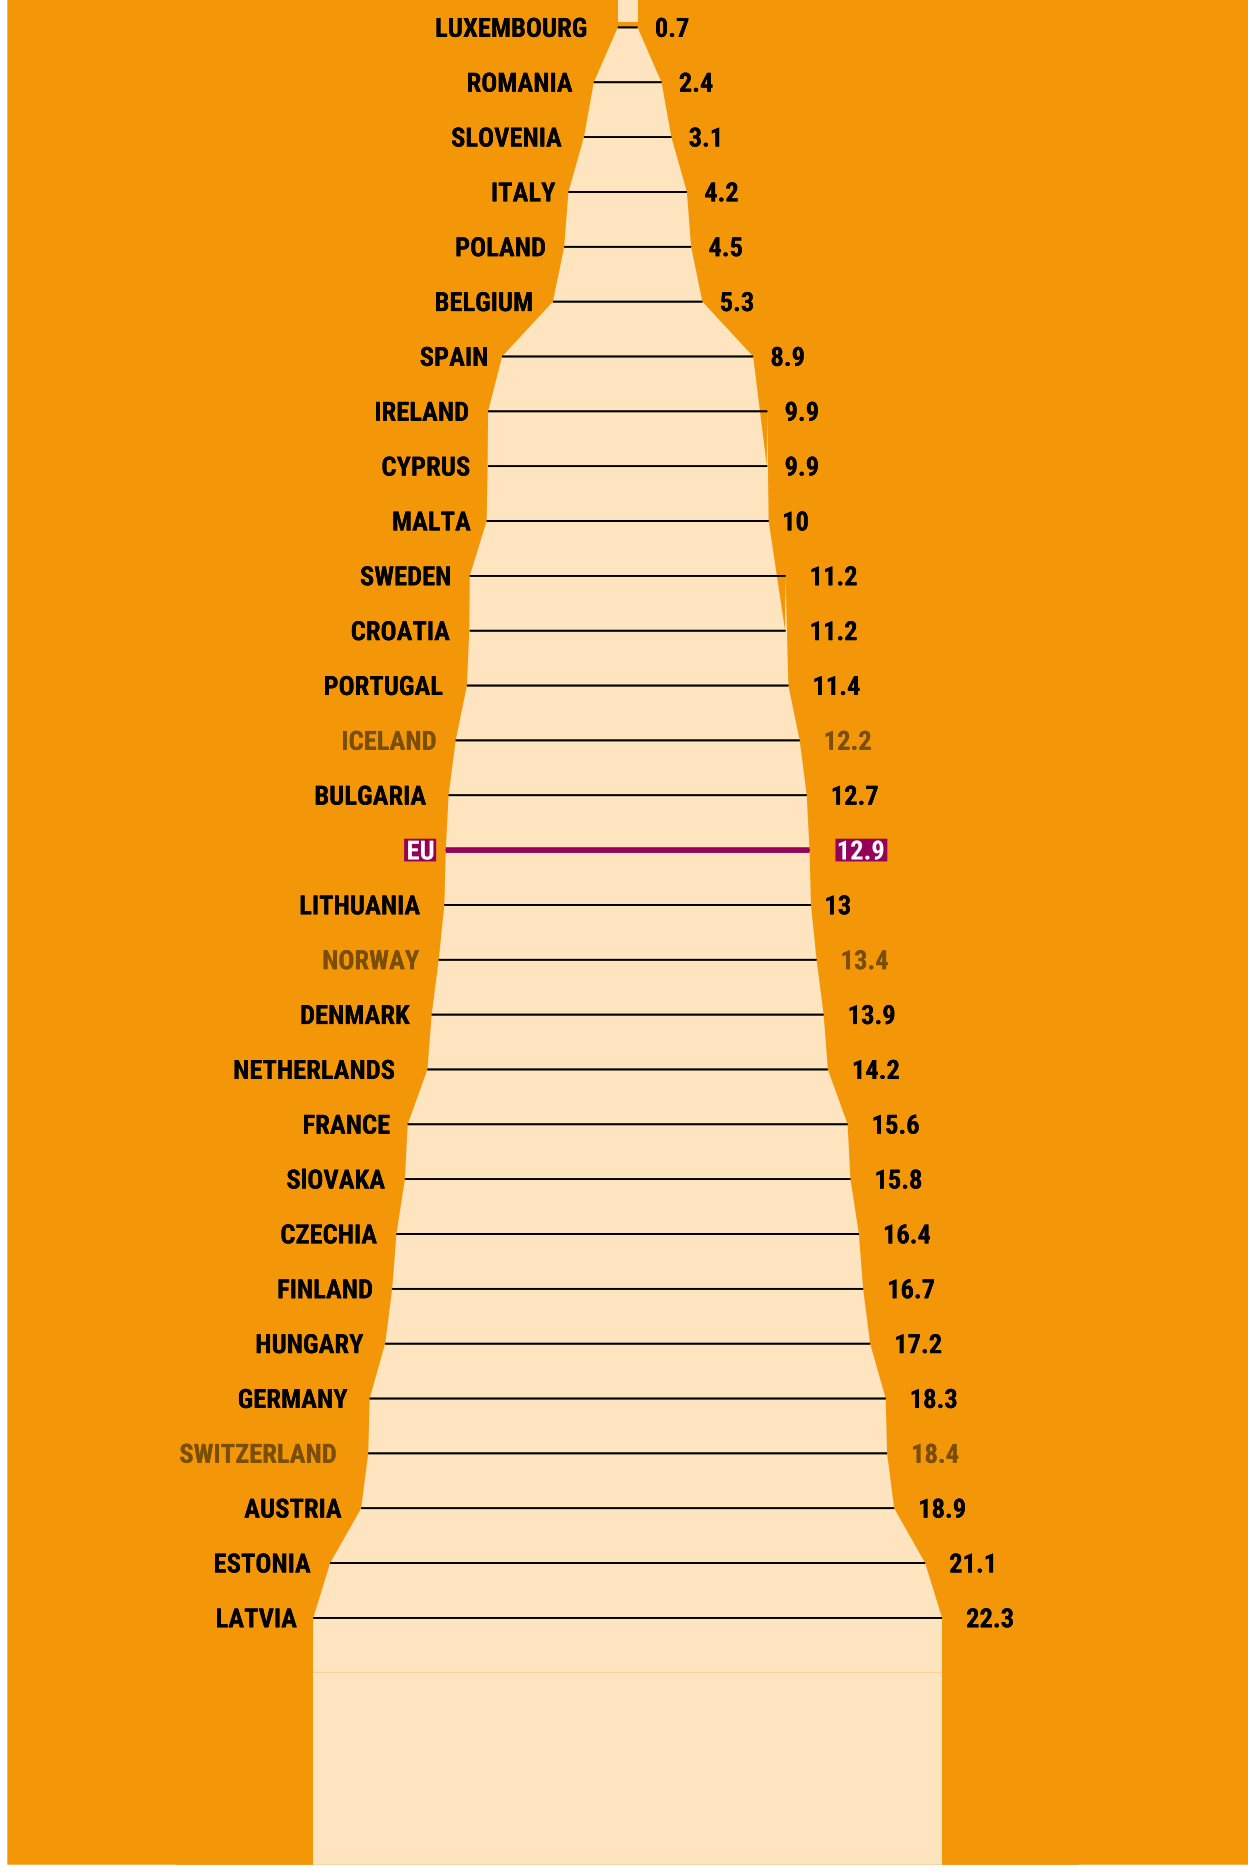 LUXEMBOURG 0.7
ROMANIA 2.4
SLOVENIA 3.1
ITALY 4.2
POLAND 4.5
BELGIUM 5.3
SPAIN 8.9
IRELAND 9.9
CYPRUS 9.9
MALTA 10
SWEDEN 11.2
CROATIA 11.2
PORTUGAL 11.4
ICELAND 12.2
BULGARIA 12.7
EU 12.9
LITHUANIA 13
NORWAY 13.4
DENMARK 13.9
NETHERLANDS 14.2
FRANCE 15.6
SlOVAKA 15.8
CZECHIA 16.4
FINLAND 16.7
HUNGARY 17.2
GERMANY 18.3
SWITZERLAND 18.4
AUSTRIA 18.9
ESTONIA 21.1
LATVIA 22.3